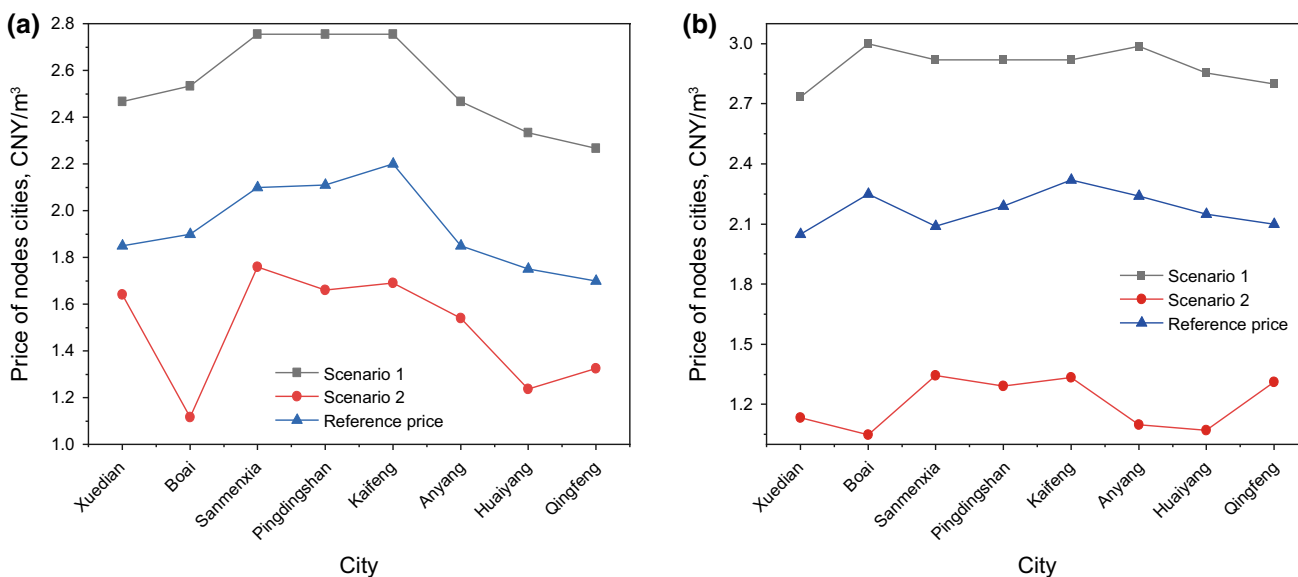 (a)
Price of nodes cities, CNY/m³
2.8
2.6
2.4
2.2
2.0
1.8
1.6
1.4
1.2
1.0
Scenario 1
Scenario 2
Reference price
Xuedian
Boai
Sanmenxia
Pingdingshan
Kaifeng
Anyang
Huaiyang
Qingfeng
City
(b)
Price of nodes cities, CNY/m³
3.0
2.7
2.4
2.1
1.8
1.5
1.2
Scenario 1
Scenario 2
Reference price
Xuedian
Boai
Sanmenxia
Pingdingshan
Kaifeng
Anyang
Huaiyang
Qingfeng
City